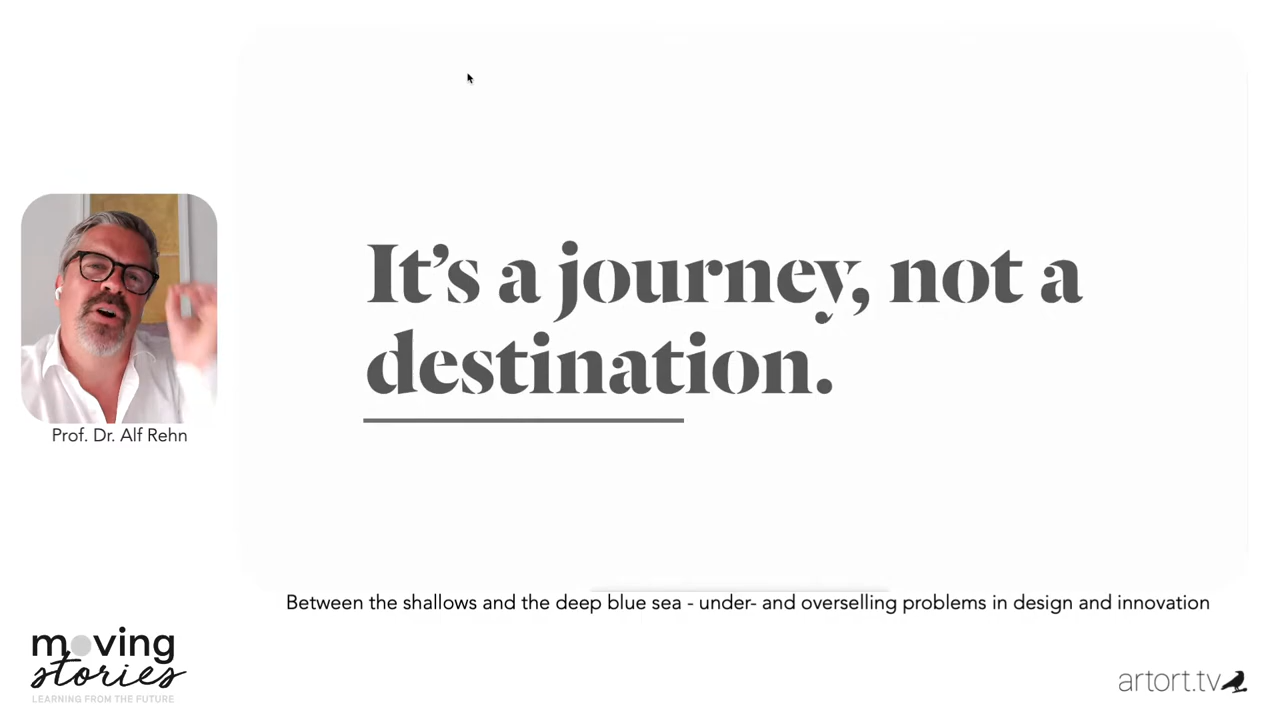 It's a journey, not a
destination.
Prof. Dr. Alf Rehn
Between the shallows and the deep blue sea - under- and overselling problems in design and innovation
moving
stories
LEARNING FROM THE FUTURE
artort.tv